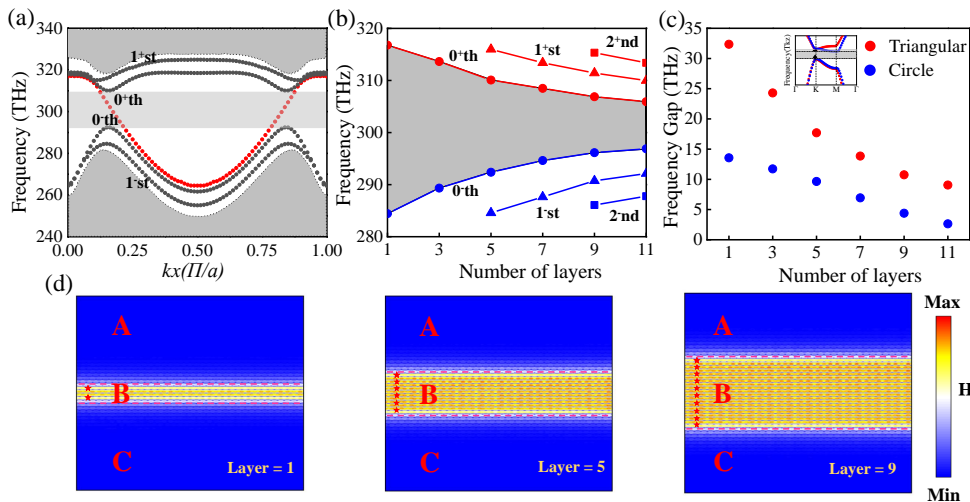 (a)
340
320
300
280
260
240
Frequency (THz)
1⁺st
0⁺th
0⁻th
1⁻st
0.00 0.25 0.50 0.75 1.00
kx(Π/a)
(b)
320
310
300
290
280
Frequency (THz)
2⁺nd
1⁺st
0⁺th
0⁻th
1⁻st
2⁻nd
1 3 5 7 9 11
Number of layers
(c)
35
30
25
20
15
10
5
0
Frequency Gap (THz)
Frequency(THz)
Γ K M Γ
Triangular
Circle
1 3 5 7 9 11
Number of layers
(d)
A
B
C
Layer = 1
A
B
C
Layer = 5
A
B
C
Layer = 9
Max
H
Min